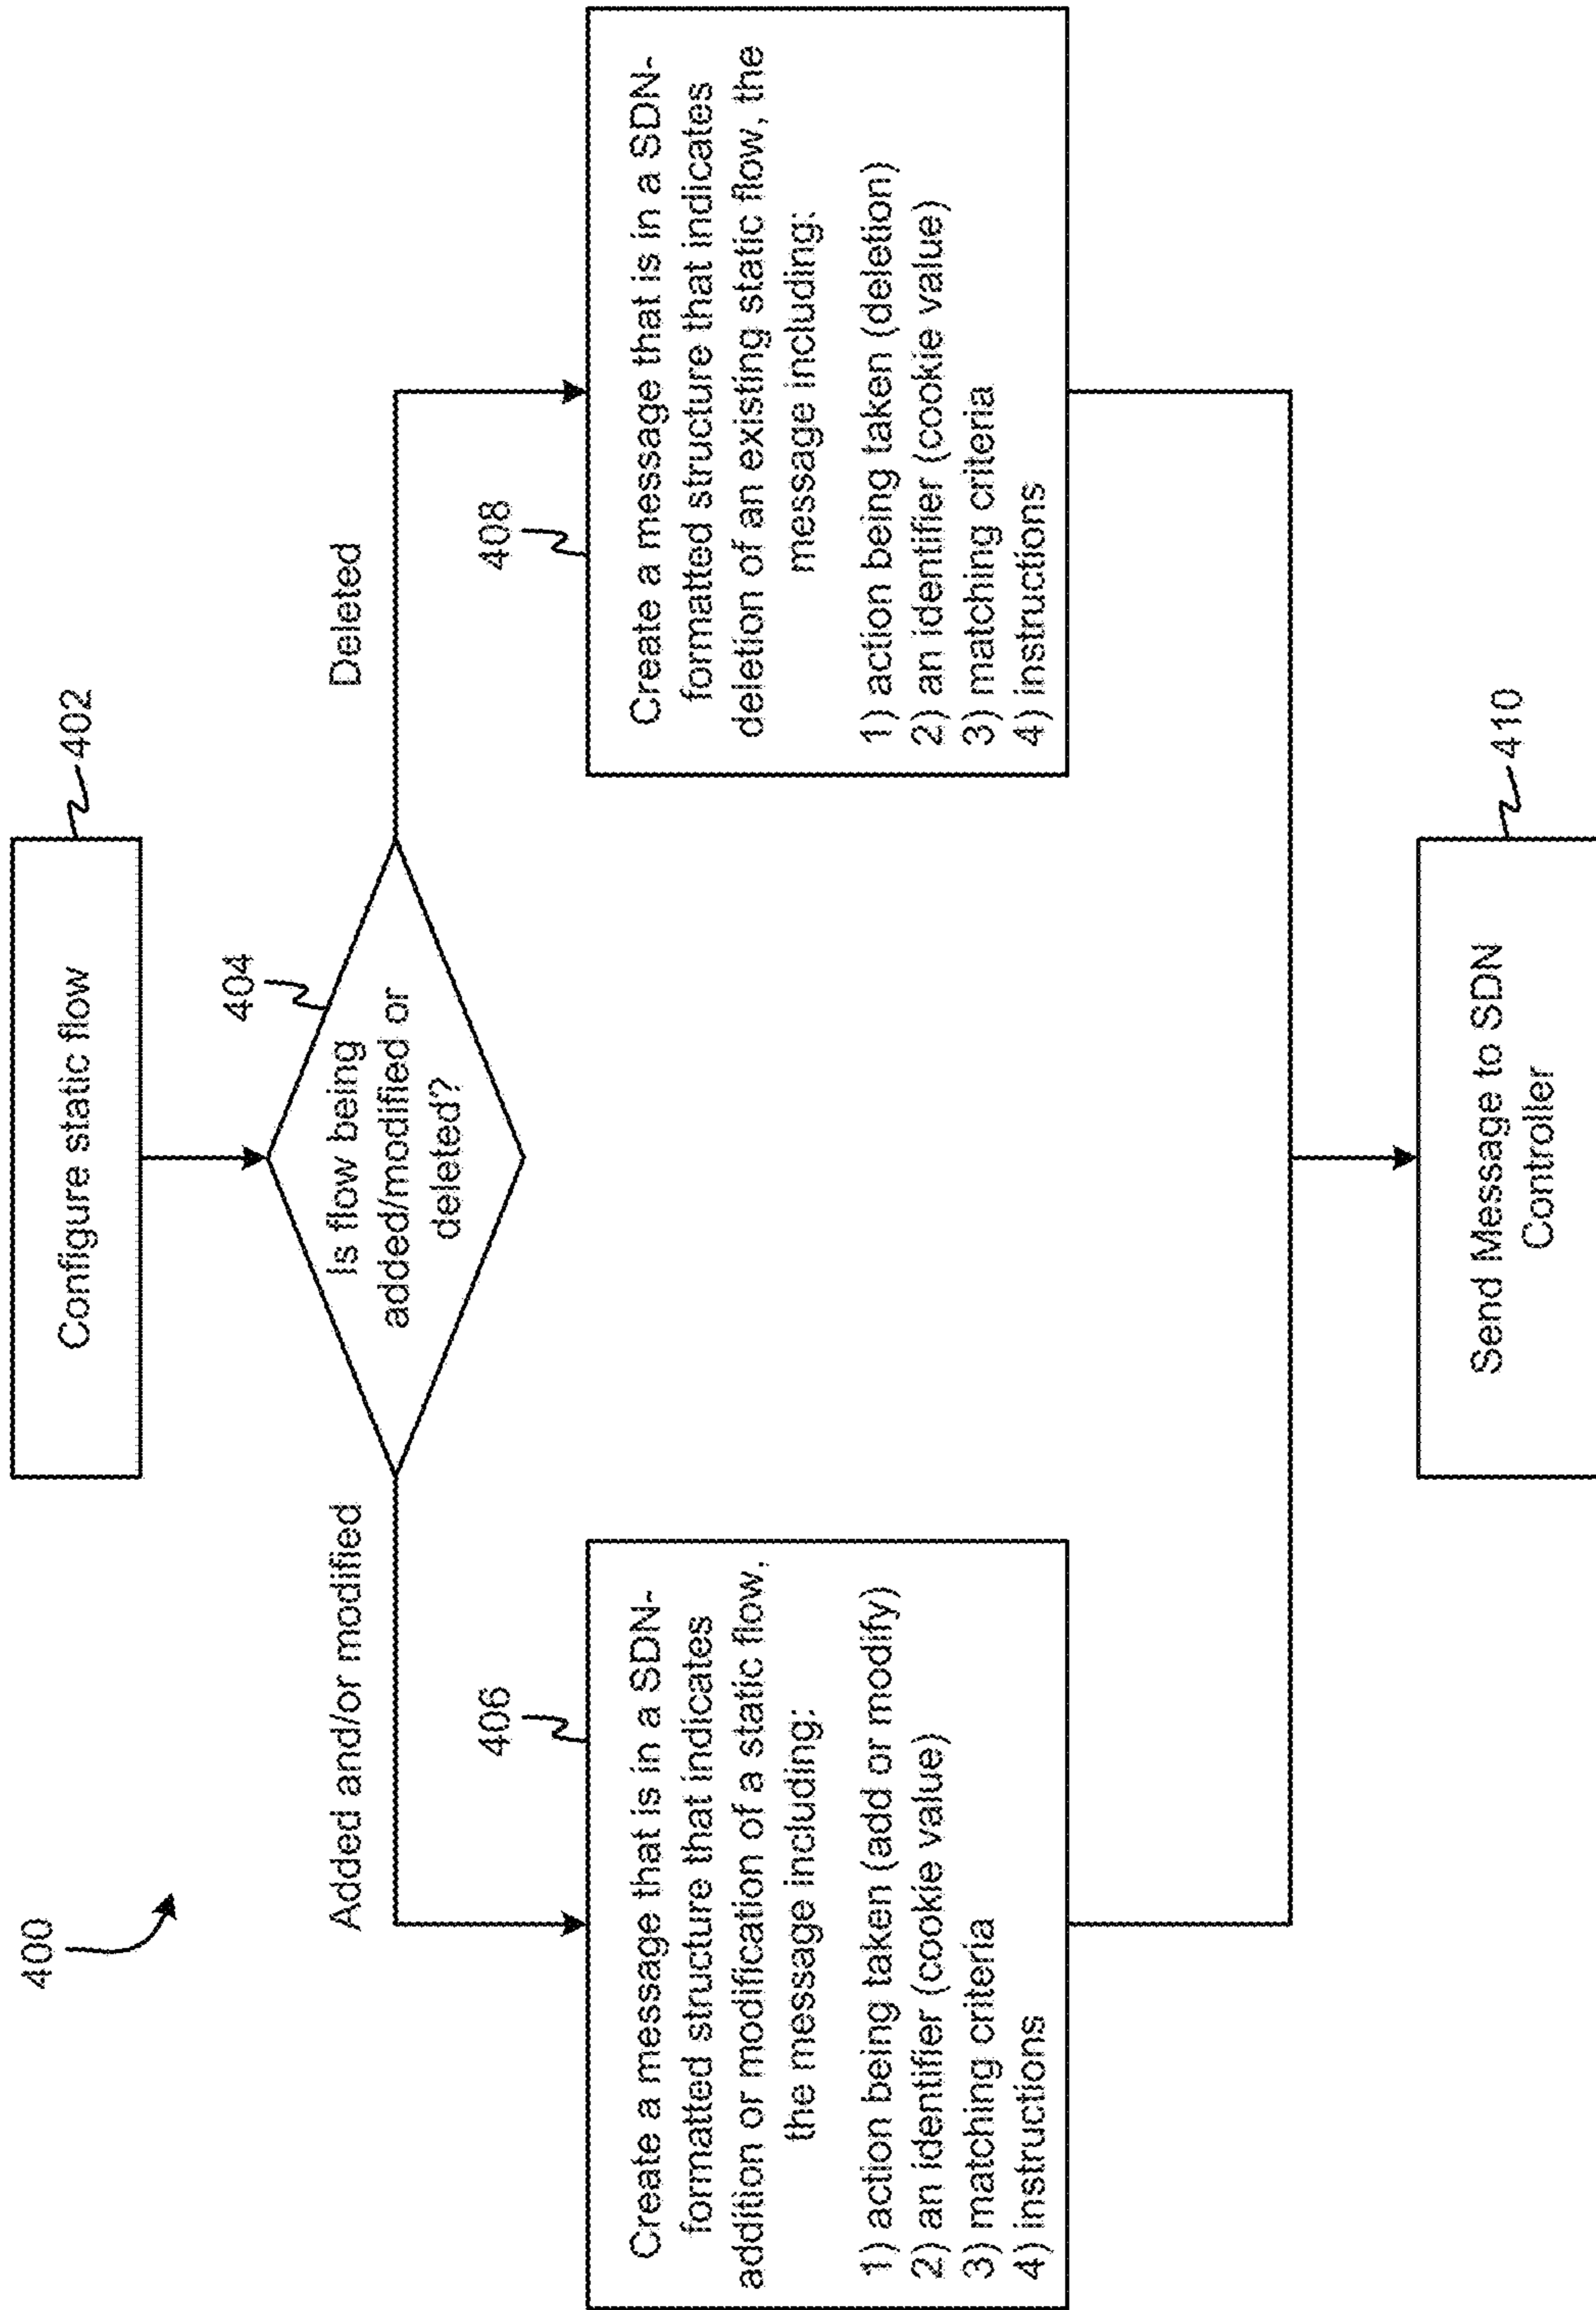 400
Configure static flow
402
404
Is flow being
added/modified or
deleted?
Added and/or modified
Deleted
406
Create a message that is in a SDN-
formatted structure that indicates
addition or modification of a static flow,
the message including:
1) action being taken (add or modify)
2) an identifier (cookie value)
3) matching criteria
4) instructions
408
Create a message that is in a SDN-
formatted structure that indicates
deletion of an existing static flow, the
message including:
1) action being taken (deletion)
2) an identifier (cookie value)
3) matching criteria
4) instructions
Send Message to SDN
Controller
410